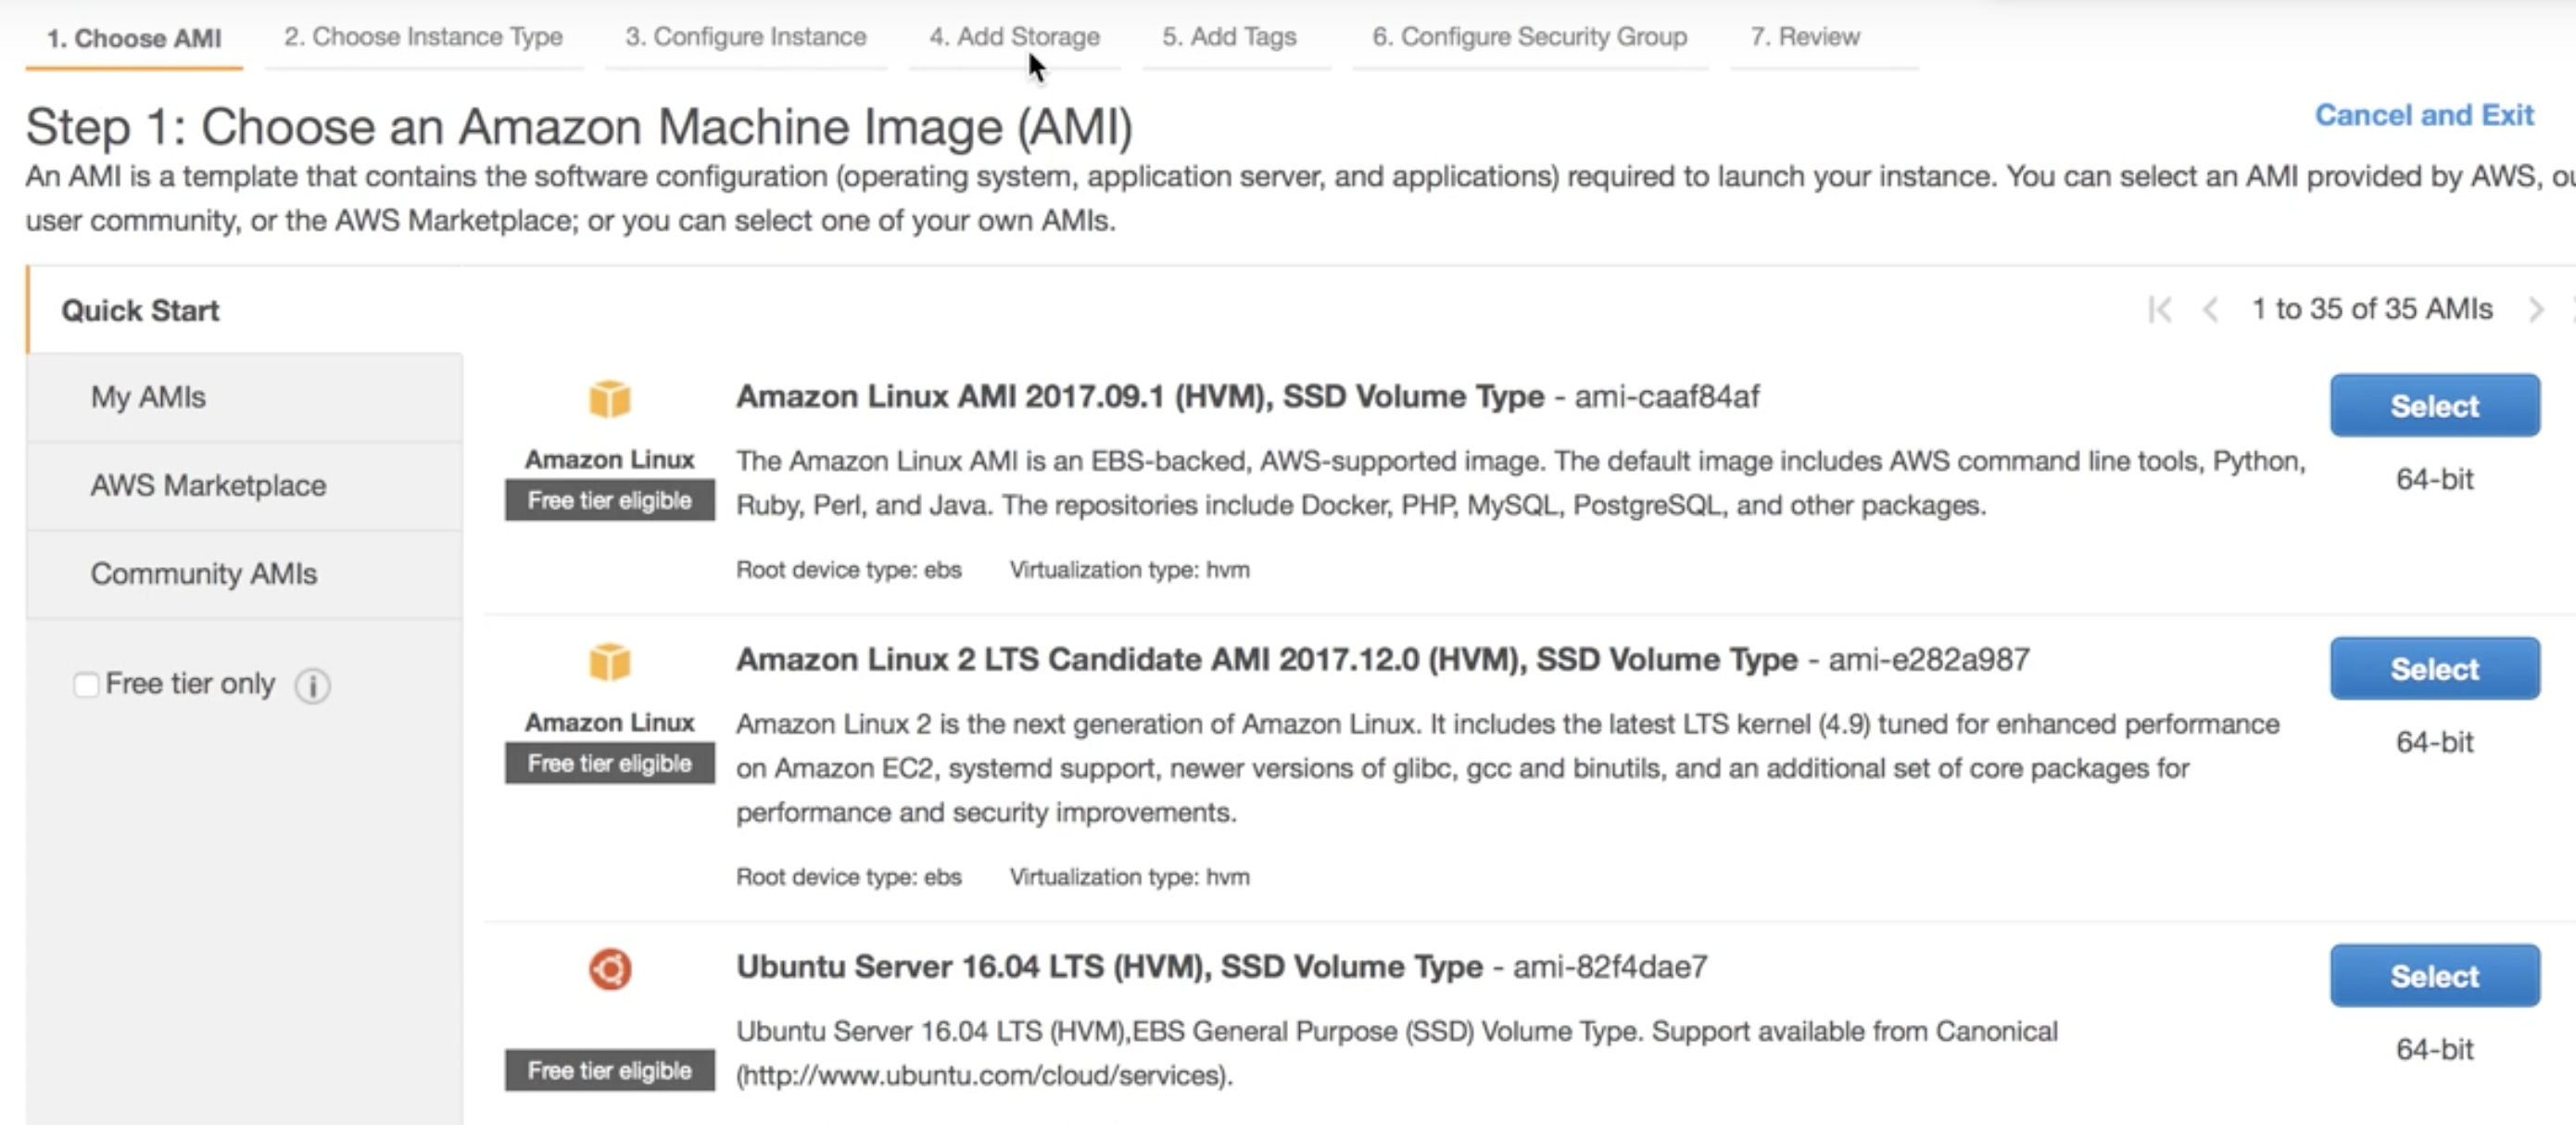 1. Choose AMI 2. Choose Instance Type 3. Configure Instance 4. Add Storage 5. Add Tags 6. Configure Security Group 7. Review
Step 1: Choose an Amazon Machine Image (AMI)
Cancel and Exit
An AMI is a template that contains the software configuration (operating system, application server, and applications) required to launch your instance. You can select an AMI provided by AWS,
user community, or the AWS Marketplace; or you can select one of your own AMIs.
Quick Start
1 to 35 of 35 AMIs
My AMIs
AWS Marketplace
Community AMIs
Free tier only
Amazon Linux
Free tier eligible
Amazon Linux AMI 2017.09.1 (HVM), SSD Volume Type - ami-caaf84af
The Amazon Linux AMI is an EBS-backed, AWS-supported image. The default image includes AWS command line tools, Python,
Ruby, Perl, and Java. The repositories include Docker, PHP, MySQL, PostgreSQL, and other packages.
Root device type: ebs Virtualization type: hvm
Select
64-bit
Amazon Linux
Free tier eligible
Amazon Linux 2 LTS Candidate AMI 2017.12.0 (HVM), SSD Volume Type - ami-e282a987
Amazon Linux 2 is the next generation of Amazon Linux. It includes the latest LTS kernel (4.9) tuned for enhanced performance
on Amazon EC2, systemd support, newer versions of glibc, gcc and binutils, and an additional set of core packages for
performance and security improvements.
Root device type: ebs Virtualization type: hvm
Select
64-bit
Free tier eligible
Ubuntu Server 16.04 LTS (HVM), SSD Volume Type - ami-82f4dae7
Ubuntu Server 16.04 LTS (HVM),EBS General Purpose (SSD) Volume Type. Support available from Canonical
(http://www.ubuntu.com/cloud/services).
Select
64-bit